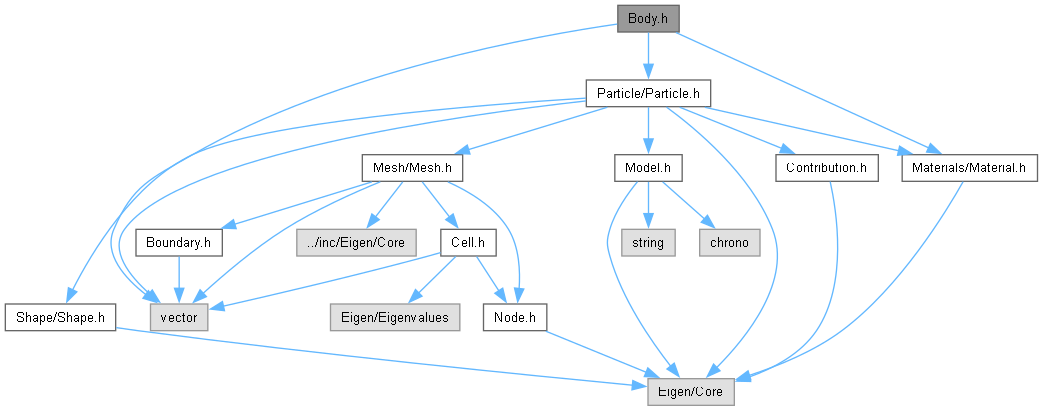 Body.h
Particle/Particle.h
Mesh/Mesh.h
Model.h
Contribution.h
Materials/Material.h
Boundary.h
../inc/Eigen/Core
Cell.h
string
chrono
Shape/Shape.h
vector
Eigen/Eigenvalues
Node.h
Eigen/Core